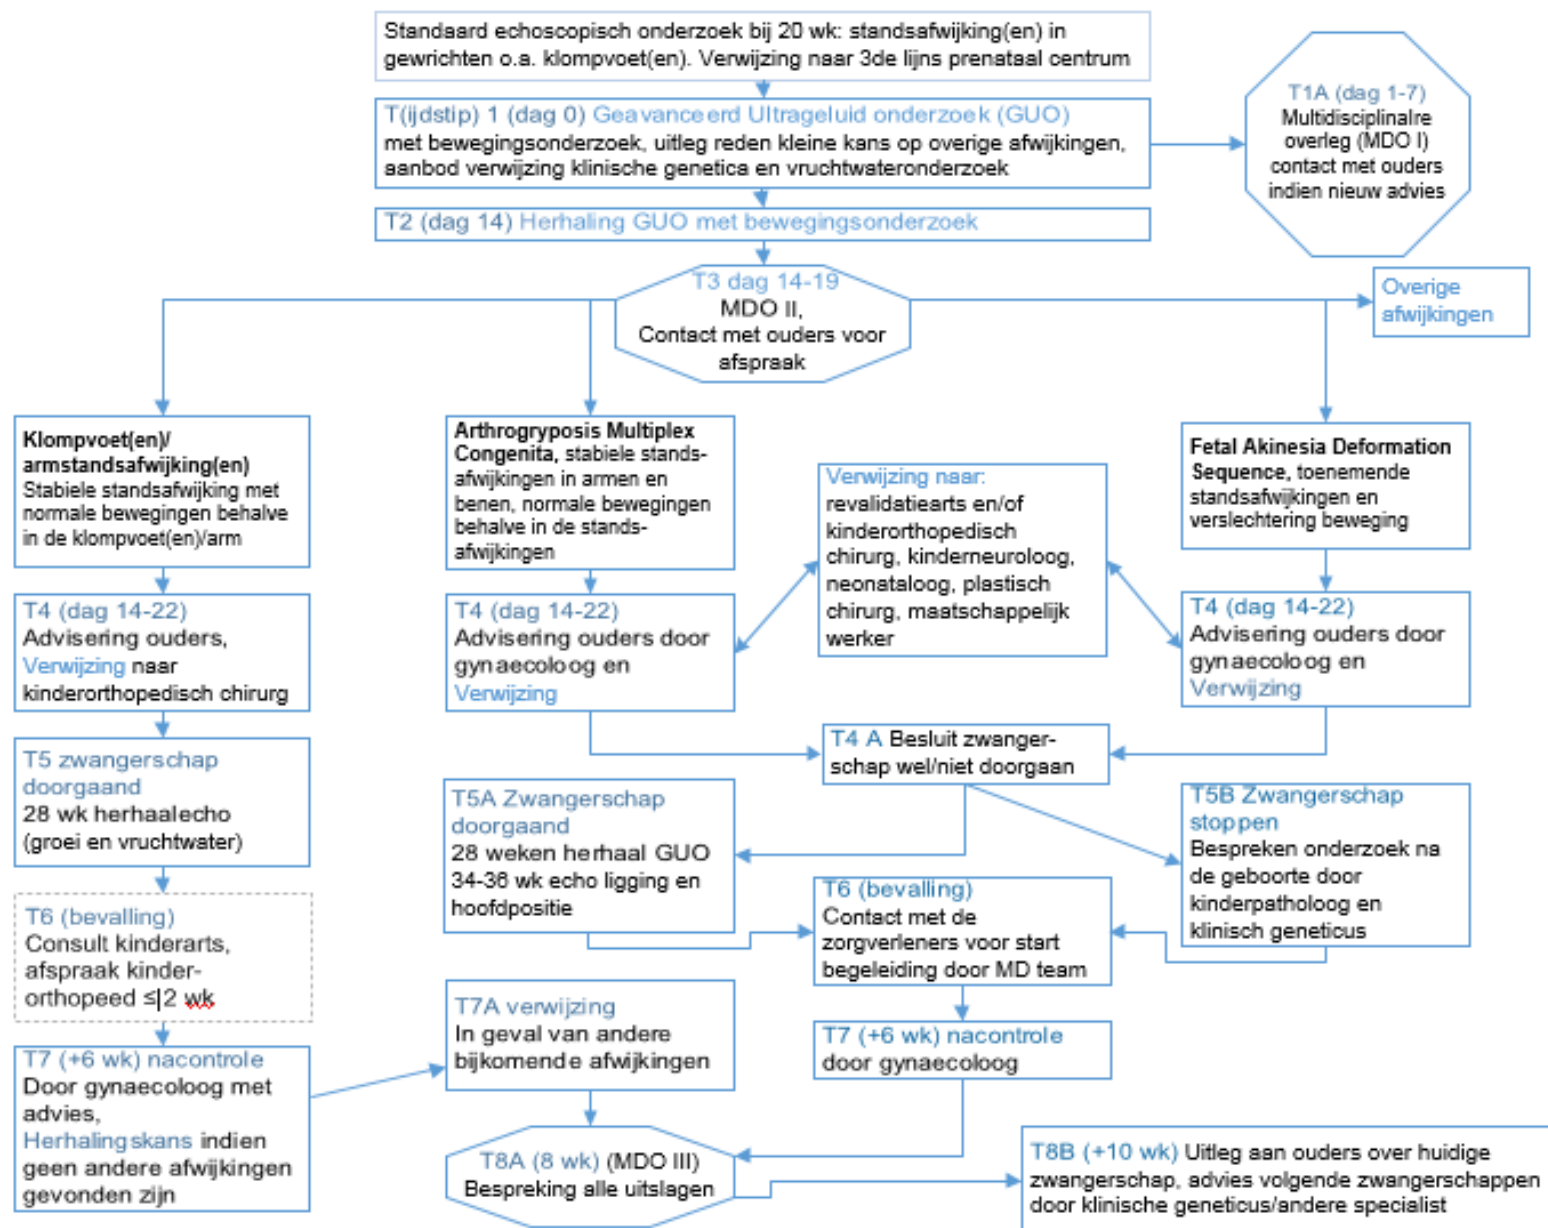 Standaard echoscopisch onderzoek bij 20 wk: standsafwijking(en) in
gewrichten o.a. klompvoet(en). Verwijzing naar 3de lijns prenataal centrum
T(ijdstip) 1 (dag 0) Geavanceerd Ultrageluid onderzoek (GUO)
met bewegingsonderzoek, uitleg reden kleine kans op overige afwijkingen,
aanbod verwijzing klinische genetica en vruchtwateronderzoek
T1A (dag 1-7)
MultidisciplinaIre
overleg (MDO I)
contact met ouders
indien nieuw advies
T2 (dag 14) Herhaling GUO met bewegingsonderzoek
T3 dag 14-19
MDO II,
Contact met ouders voor
afspraak
Overige
afwijkingen
Klompvoet(en)/
armstandsafwijking(en)
Stabiele standsafwijking met
normale bewegingen behalve
in de klompvoet(en)/arm
Arthrogryposis Multiplex
Congenita, stabiele stands-
afwijkingen in armen en
benen, normale bewegingen
behalve in de stands-
afwijkingen
Verwijzing naar:
revalidatiearts en/of
kinderorthopedisch
chirurg, kinderneuroloog,
neonataloog, plastisch
chirurg, maatschappelijk
werker
Fetal Akinesia Deformation
Sequence, toenemende
standsafwijkingen en
verslechtering beweging
T4 (dag 14-22)
Advisering ouders,
Verwijzing naar
kinderorthopedisch chirurg
T4 (dag 14-22)
Advisering ouders door
gynaecoloog en
Verwijzing
T4 (dag 14-22)
Advisering ouders door
gynaecoloog en
Verwijzing
T4 A Besluit zwanger-
schap wel/niet doorgaan
T5 zwangerschap
doorgaand
28 wk herhaalecho
(groei en vruchtwater)
T5A Zwangerschap
doorgaand
28 weken herhaal GUO
34-36 wk echo ligging en
hoofdpositie
T5B Zwangerschap
stoppen
Bespreken onderzoek na
de geboorte door
kinderpatholoog en
klinisch geneticus
T6 (bevalling)
Consult kinderarts,
afspraak kinder-
orthopeed ≤|2 wk
T6 (bevalling)
Contact met de
zorgverleners voor start
begeleiding door MD team
T7 (+6 wk) nacontrole
Door gynaecoloog met
advies,
Herhalingskans indien
geen andere afwijkingen
gevonden zijn
T7A verwijzing
In geval van andere
bijkomende afwijkingen
T7 (+6 wk) nacontrole
door gynaecoloog
T8A (8 wk) (MDO III)
Bespreking alle uitslagen
T8B (+10 wk) Uitleg aan ouders over huidige
zwangerschap, advies volgende zwangerschappen
door klinische geneticus/andere specialist